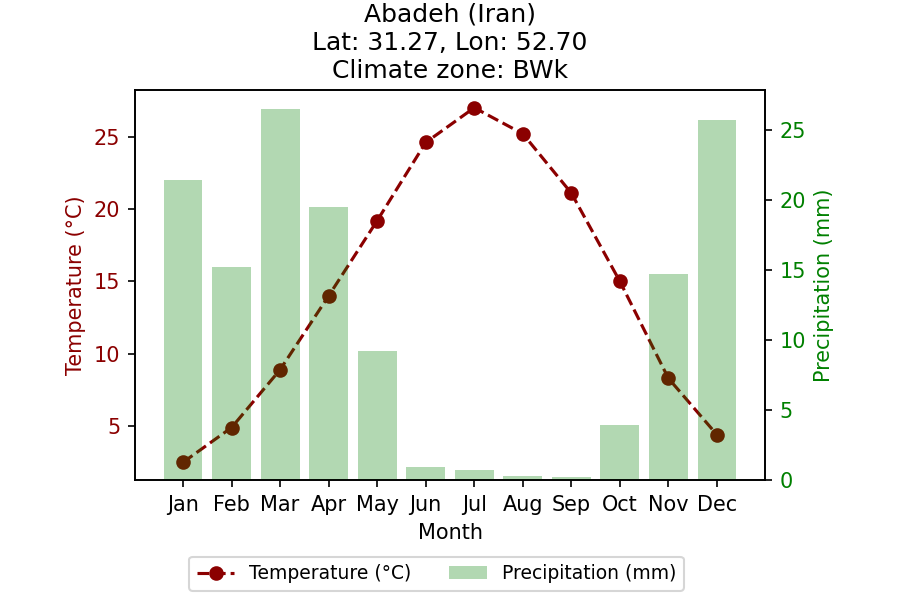 Abadeh (Iran)
Lat: 31.27, Lon: 52.70
Climate zone: BWk
Temperature (°C)
25
20
15
10
5
25
20
15
10
5
0
Precipitation (mm)
Jan Feb Mar Apr May Jun Jul Aug Sep Oct Nov Dec
Month
Temperature (°C) Precipitation (mm)